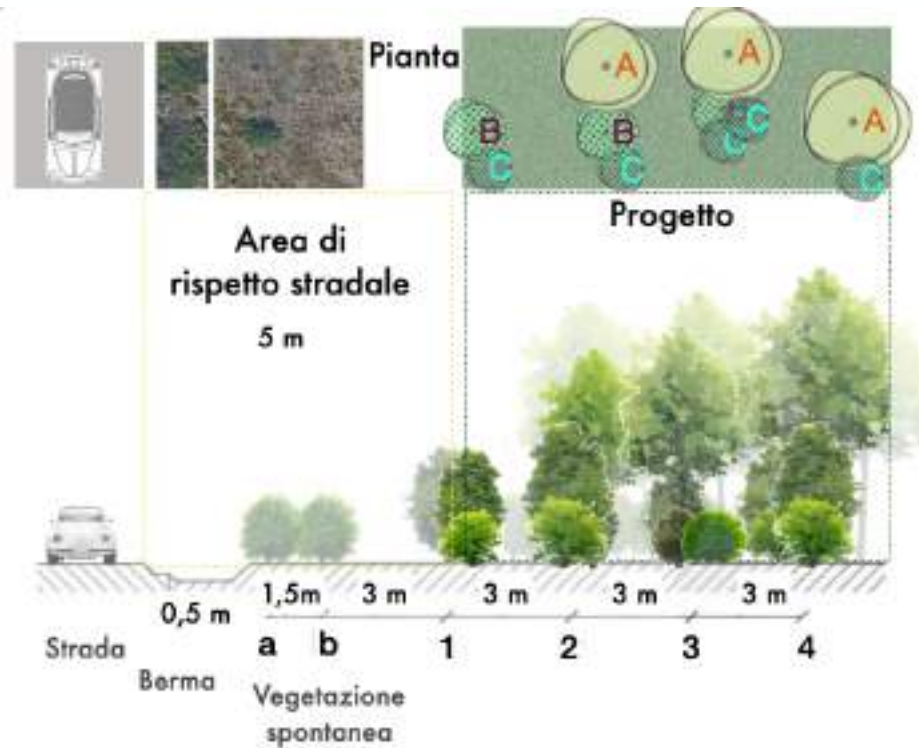 Pianta
A
A
A
B
B
C
C
C
C
C
Area di
rispetto stradale
5 m
Progetto
0,5 m
1,5m
3 m
3 m
3 m
3 m
a
b
1
2
3
4
Strada
Berma
Vegetazione
spontanea